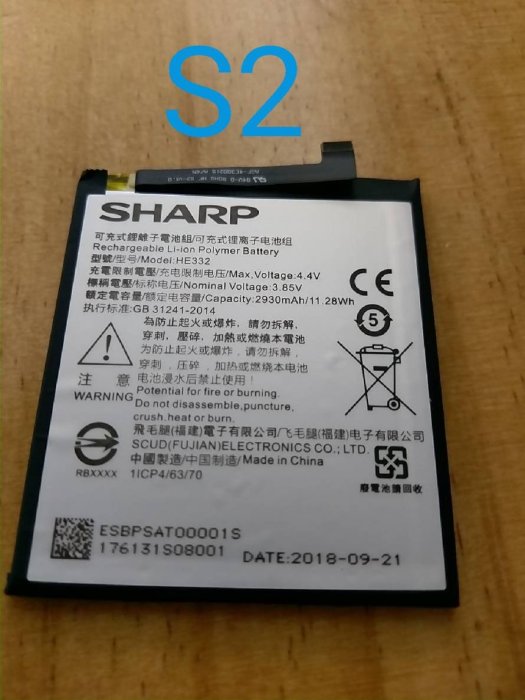 S2
SHARP
可充式鋰離子電池組/可充式锂离子电池组
Rechargeable Li-ion Polymer Battery
型號/型号/Model:HE332
充電限制電壓/充电限制电压/Max.Voltage:4.4V
標稱電壓/标称电压/Nominal Voltage:3.85V
額定電容量/额定电容量/Capacity:2930mAh/11.28Wh
执行标准:GB 31241-2014
為防止起火或爆炸，請勿拆解，
穿刺，壓碎，加熱或燃燒本電池
为防止起火或爆炸，请勿拆解，
穿刺，压碎，加热或燃烧本电池
电池浸水后禁止使用
注 意
WARNING
Potential for fire or burning.
Do not disassemble,puncture,
crush,heat or burn.
飛毛腿(福建)電子有限公司/飞毛腿(福建)电子有限公司
SCUD(FUJIAN)ELECTRONICS CO.; LTD.
中國製造/中国制造/Made in China
RBXXXX
1ICP4/63/70
5
廢電池請回收
ESBPSAT00001S
176131S08001
DATE:2018-09-21